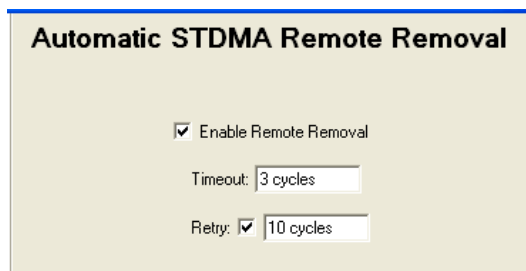 Automatic STDMA Remote Removal
Enable Remote Removal
Timeout: 3 cycles
Retry: 10 cycles